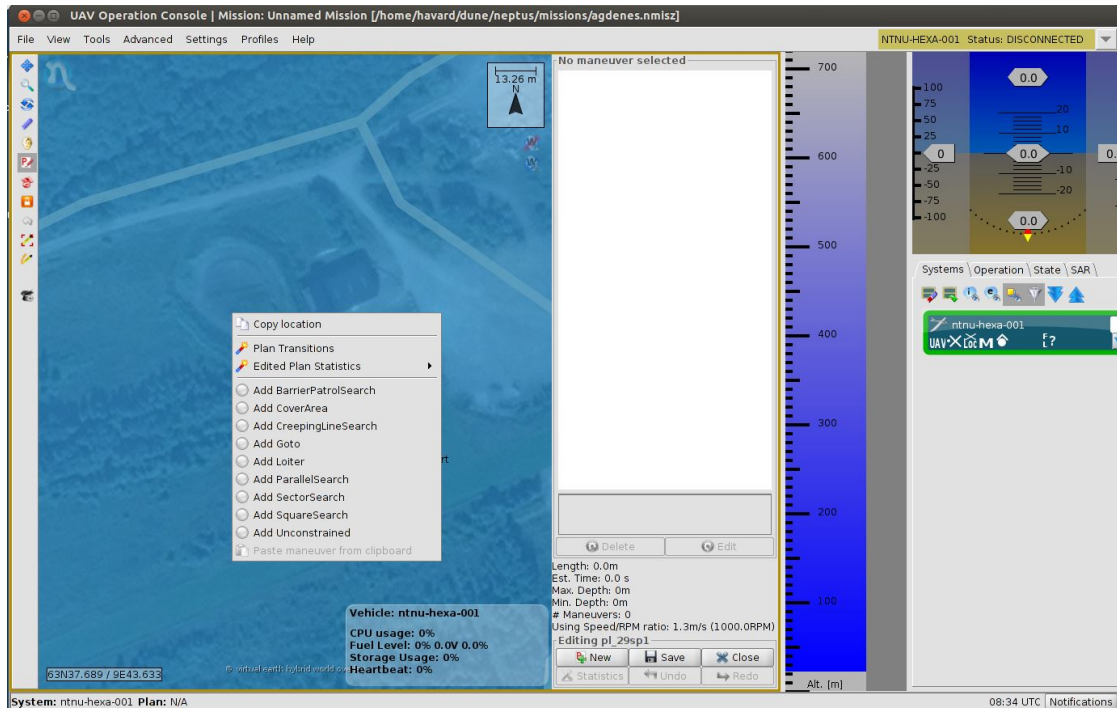 UAV Operation Console | Mission: Unnamed Mission [/home/havard/dune/neptus/missions/agdenes.nmisz]
File View Tools Advanced Settings Profiles Help
NTNU-HEXA-001 Status: DISCONNECTED
13.26 m
N
W
W
Copy location
Plan Transitions
Edited Plan Statistics
Add BarrierPatrolSearch
Add CoverArea
Add CreepingLineSearch
Add Goto
Add Loiter
Add ParallelSearch
Add SectorSearch
Add SquareSearch
Add Unconstrained
Paste maneuver from clipboard
rt
Vehicle: ntnu-hexa-001
CPU usage: 0%
Fuel Level: 0% 0.0V 0.0%
Storage Usage: 0%
Heartbeat: 0%
63N37.689 / 9E43.633
No maneuver selected
Delete Edit
Length: 0.0m
Est. Time: 0.0 s
Max. Depth: 0m
Min. Depth: 0m
# Maneuvers: 0
Using Speed/RPM ratio: 1.3m/s (1000.0RPM)
Editing pl_29sp1
New Save Close
Statistics Undo Redo
700
600
500
400
300
200
100
Alt. [m]
100
75
50
25
0
-25
-50
-75
-100
0.0
20
10
0.0
-10
-20
0.0
0.
Systems Operation State SAR
ntnu-hexa-001
UAV LOC M F L ?
System: ntnu-hexa-001 Plan: N/A
08:34 UTC Notifications